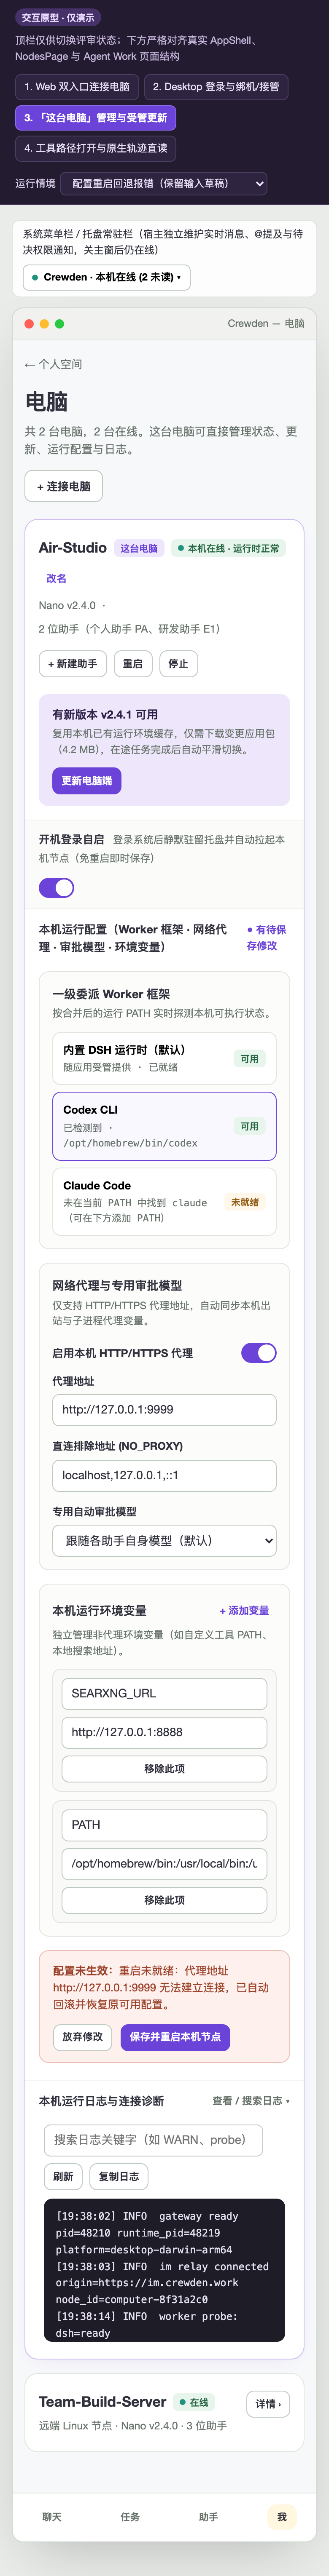 交互原型 · 仅演示
顶栏仅供切换评审状态；下方严格对齐真实 AppShell、
NodesPage 与 Agent Work 页面结构
1. Web 双入口连接电脑
2. Desktop 登录与绑机/接管
3. 「这台电脑」管理与受管更新
4. 工具路径打开与原生轨迹直读
运行情境
配置重启回退报错（保留输入草稿）
系统菜单栏 / 托盘常驻栏（宿主独立维护实时消息、@提及与待
决权限通知，关主窗后仍在线）
Crewden · 本机在线 (2 未读) ▾
Crewden — 电脑
← 个人空间
电脑
共 2 台电脑，2 台在线。这台电脑可直接管理状态、更
新、运行配置与日志。
+ 连接电脑
Air-Studio
这台电脑
本机在线 · 运行时正常
改名
Nano v2.4.0 ·
2 位助手（个人助手 PA、研发助手 E1）
+ 新建助手
重启
停止
有新版本 v2.4.1 可用
复用本机已有运行环境缓存，仅需下载变更应用包
（4.2 MB），在途任务完成后自动平滑切换。
更新电脑端
开机登录自启 登录系统后静默驻留托盘并自动拉起本
机节点（免重启即时保存）
本机运行配置（Worker 框架 · 网络代
理 · 审批模型 · 环境变量）
● 有待保
存修改
一级委派 Worker 框架
按合并后的运行 PATH 实时探测本机可执行状态。
内置 DSH 运行时（默认）
随应用受管提供 · 已就绪
可用
Codex CLI
已检测到 ·
/opt/homebrew/bin/codex
可用
Claude Code
未在当前 PATH 中找到 claude
（可在下方添加 PATH）
未就绪
网络代理与专用审批模型
仅支持 HTTP/HTTPS 代理地址，自动同步本机出
站与子进程代理变量。
启用本机 HTTP/HTTPS 代理
代理地址
http://127.0.0.1:9999
直连排除地址 (NO_PROXY)
localhost,127.0.0.1,::1
专用自动审批模型
跟随各助手自身模型（默认）
本机运行环境变量
+ 添加变量
独立管理非代理环境变量（如自定义工具 PATH、
本地搜索地址）。
SEARXNG_URL
http://127.0.0.1:8888
移除此项
PATH
/opt/homebrew/bin:/usr/local/bin:/u
移除此项
配置未生效：重启未就绪：代理地址
http://127.0.0.1:9999 无法建立连接，已自动
回滚并恢复原可用配置。
放弃修改
保存并重启本机节点
本机运行日志与连接诊断
查看 / 搜索日志 ▾
搜索日志关键字（如 WARN、probe）
刷新
复制日志
[19:38:02] INFO gateway ready
pid=48210 runtime_pid=48219
platform=desktop-darwin-arm64
[19:38:03] INFO im relay connected
origin=https://im.crewden.work
node_id=computer-8f31a2c0
[19:38:14] INFO worker probe:
dsh=ready
Team-Build-Server
在线
远端 Linux 节点 · Nano v2.4.0 · 3 位助手
详情 ›
聊天
任务
助手
我